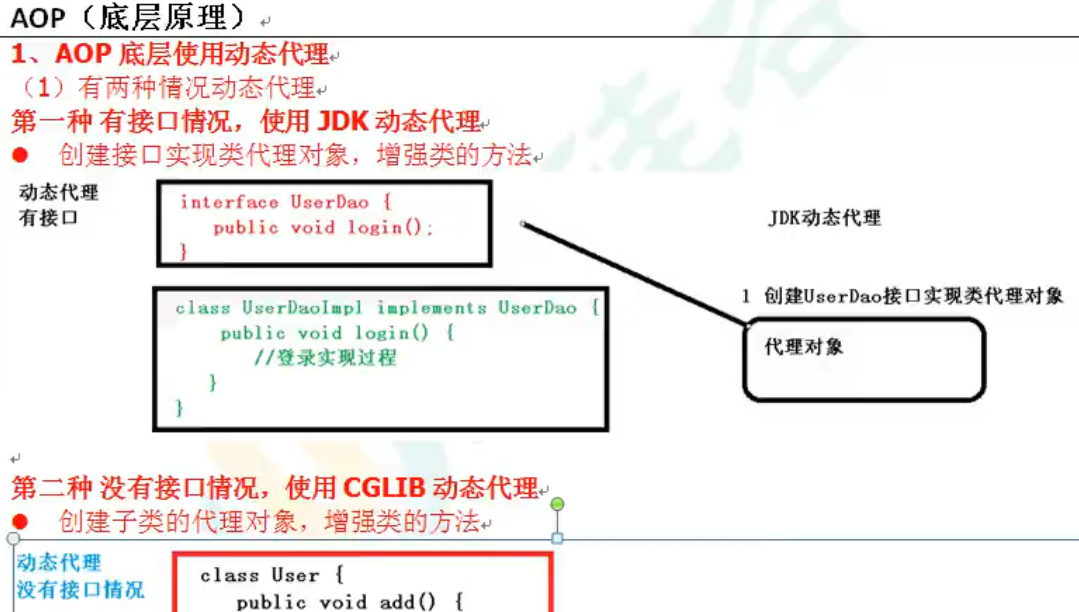 AOP（底层原理）
1、AOP 底层使用动态代理
（1）有两种情况动态代理
第一种 有接口情况，使用 JDK 动态代理
● 创建接口实现类代理对象，增强类的方法
动态代理
有接口
interface UserDao {
public void login();
}
class UserDaoImpl implements UserDao {
public void login() {
//登录实现过程
}
}
JDK动态代理
1 创建UserDao接口实现类代理对象
代理对象
第二种 没有接口情况，使用 CGLIB 动态代理
● 创建子类的代理对象，增强类的方法
动态代理
没有接口情况
class User {
public void add() {